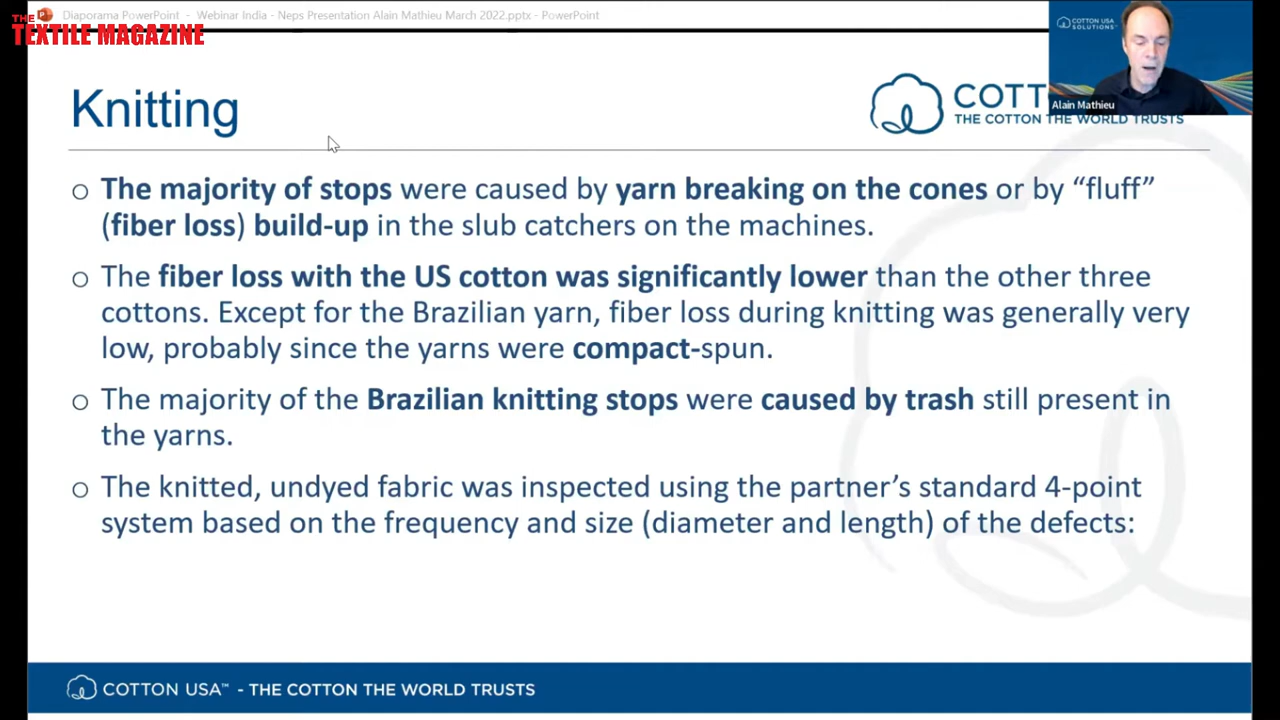 Diaporama PowerPoint - Webinar India - Neps Presentation Alain Mathieu March 2022.pptx - PowerPoint
THE
TEXTILE MAGAZINE
COTTON USA
SOLUTIONS
Alain Mathieu
Knitting
COTT
THE COTTON THE WORLD TRUSTS
○ The majority of stops were caused by yarn breaking on the cones or by “fluff”
(fiber loss) build-up in the slub catchers on the machines.
○ The fiber loss with the US cotton was significantly lower than the other three
cottons. Except for the Brazilian yarn, fiber loss during knitting was generally very
low, probably since the yarns were compact-spun.
○ The majority of the Brazilian knitting stops were caused by trash still present in
the yarns.
○ The knitted, undyed fabric was inspected using the partner’s standard 4-point
system based on the frequency and size (diameter and length) of the defects:
COTTON USA™ - THE COTTON THE WORLD TRUSTS